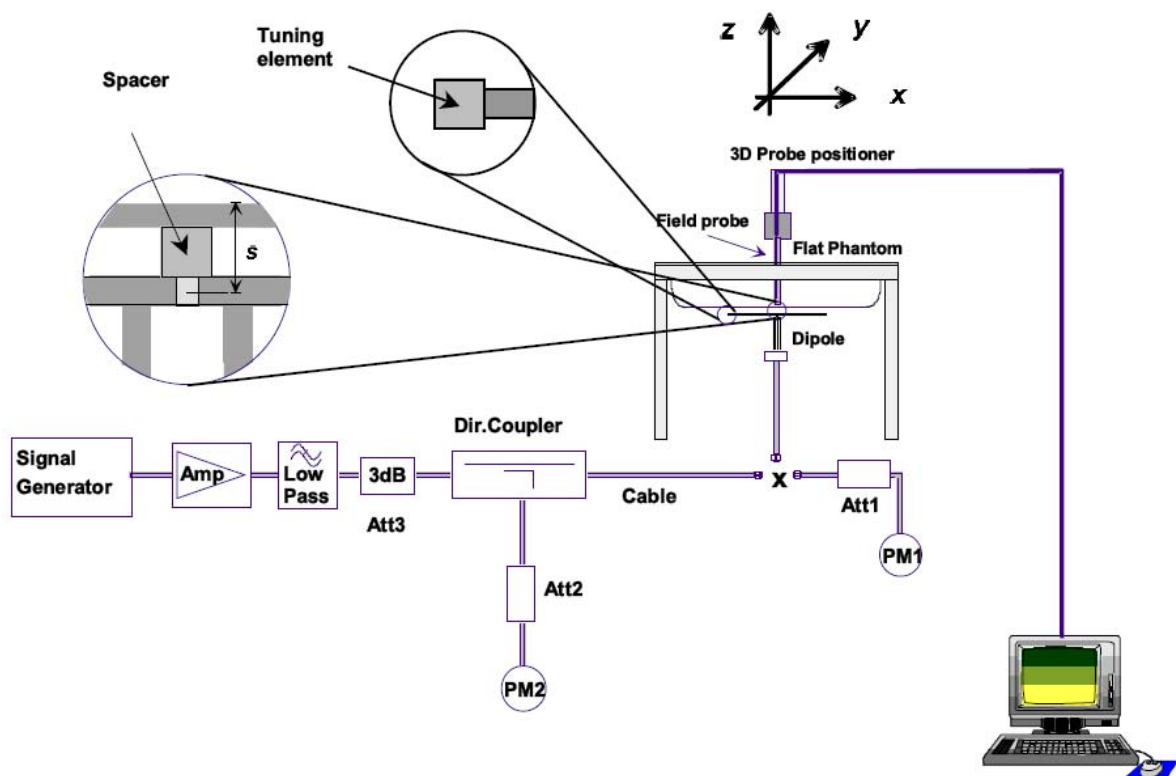 Tuning
element
Spacer
s
z
y
x
3D Probe positioner
Field probe
Flat Phantom
Dipole
Signal
Generator
Amp
Low
Pass
3dB
Att3
Dir.Coupler
Cable
x
Att1
PM1
Att2
PM2